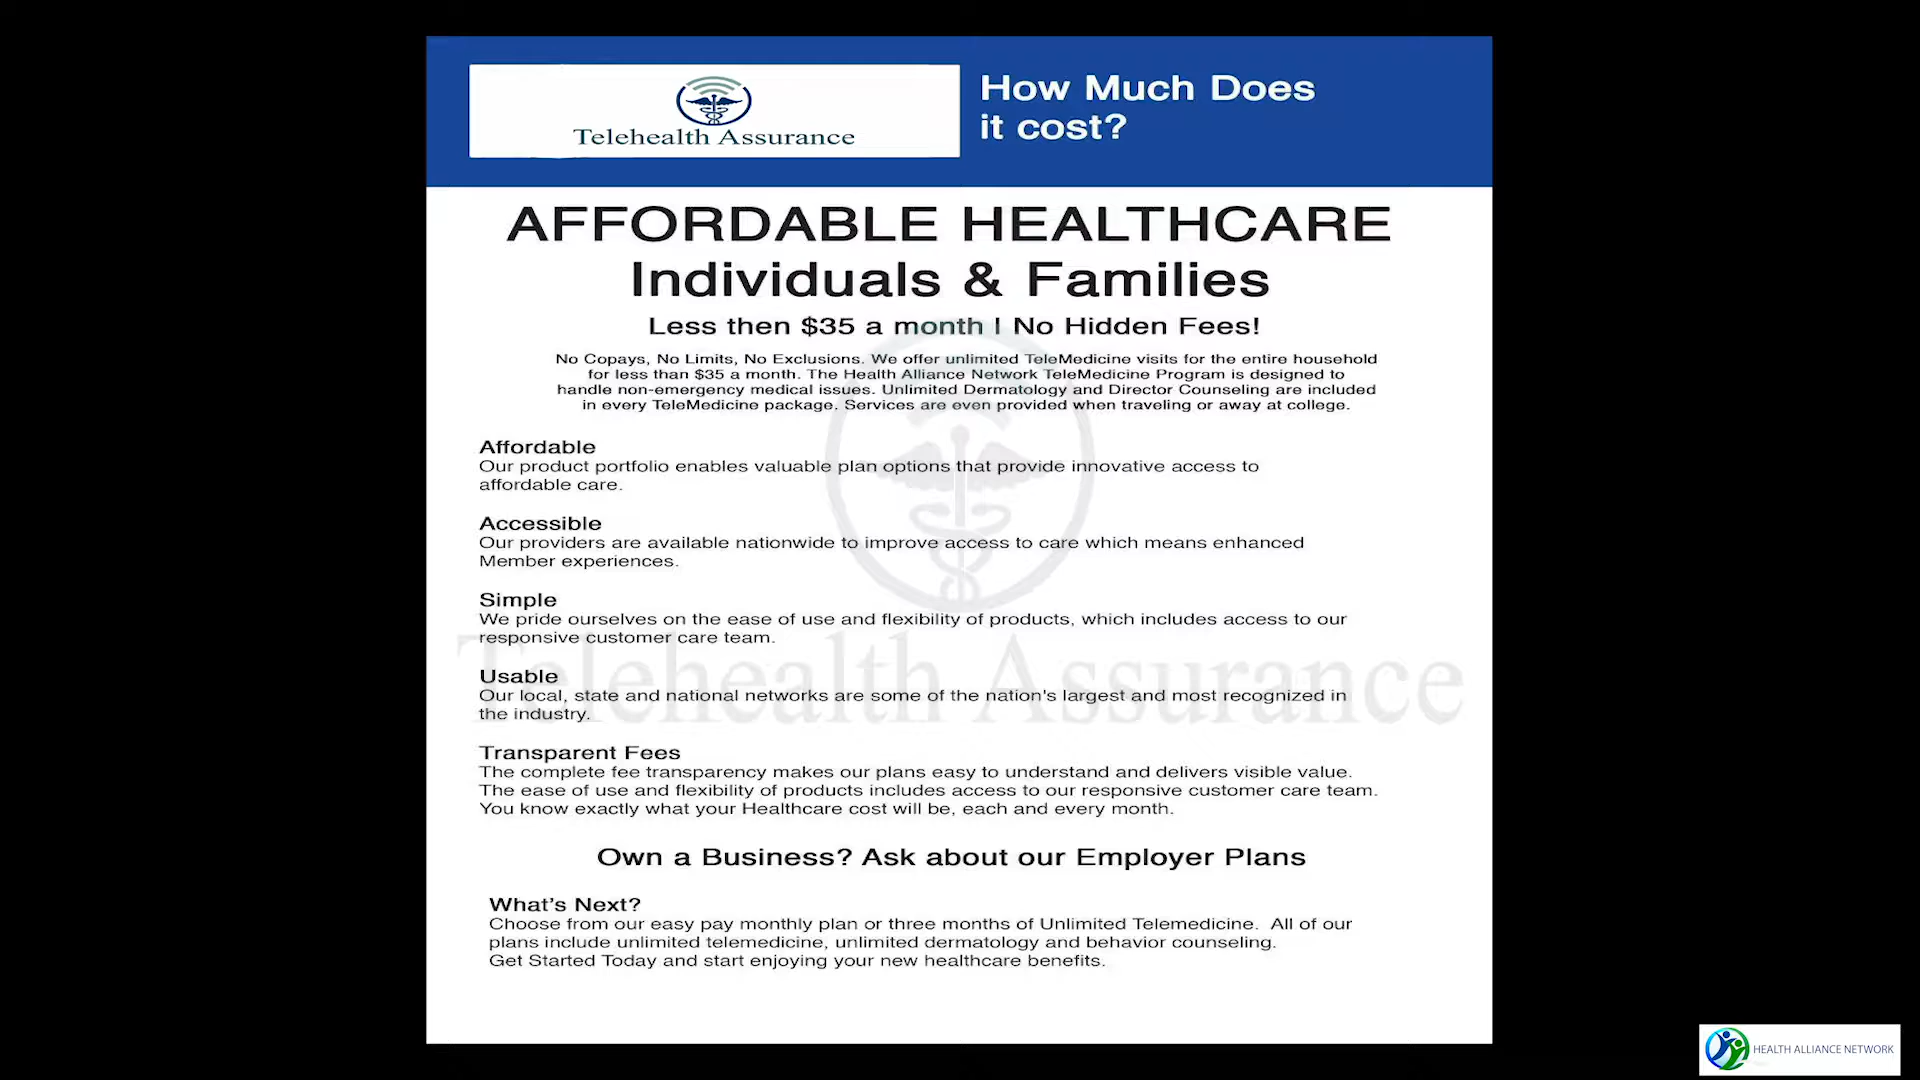 Telehealth Assurance
How Much Does
it cost?
AFFORDABLE HEALTHCARE
Individuals & Families
Less then $35 a month | No Hidden Fees!
No Copays, No Limits, No Exclusions. We offer unlimited TeleMedicine visits for the entire household
for less than $35 a month. The Health Alliance Network TeleMedicine Program is designed to
handle non-emergency medical issues. Unlimited Dermatology and Director Counseling are included
in every TeleMedicine package. Services are even provided when traveling or away at college.
Affordable
Our product portfolio enables valuable plan options that provide innovative access to
affordable care.
Accessible
Our providers are available nationwide to improve access to care which means enhanced
Member experiences.
Simple
We pride ourselves on the ease of use and flexibility of products, which includes access to our
responsive customer care team.
Telehealth Assurance
Usable
Our local, state and national networks are some of the nation's largest and most recognized in
the industry.
Transparent Fees
The complete fee transparency makes our plans easy to understand and delivers visible value.
The ease of use and flexibility of products includes access to our responsive customer care team.
You know exactly what your Healthcare cost will be, each and every month.
Own a Business? Ask about our Employer Plans
What's Next?
Choose from our easy pay monthly plan or three months of Unlimited Telemedicine. All of our
plans include unlimited telemedicine, unlimited dermatology and behavior counseling.
Get Started Today and start enjoying your new healthcare benefits.
HEALTH ALLIANCE NETWORK